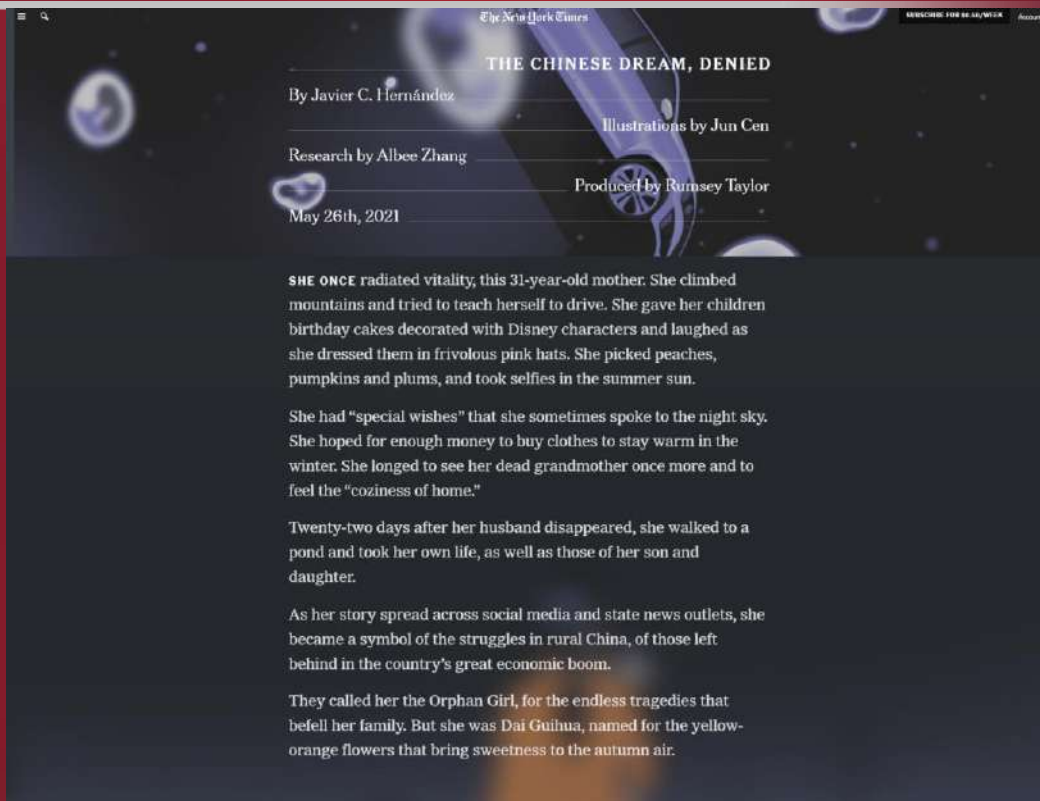 The New York Times
SUBSCRIBE FOR $0.50/WEEK
Account
THE CHINESE DREAM, DENIED
By Javier C. Hernández
Illustrations by Jun Cen
Research by Albee Zhang
Produced by Rumsey Taylor
May 26th, 2021
SHE ONCE radiated vitality, this 31-year-old mother. She climbed
mountains and tried to teach herself to drive. She gave her children
birthday cakes decorated with Disney characters and laughed as
she dressed them in frivolous pink hats. She picked peaches,
pumpkins and plums, and took selfies in the summer sun.
She had “special wishes” that she sometimes spoke to the night sky.
She hoped for enough money to buy clothes to stay warm in the
winter. She longed to see her dead grandmother once more and to
feel the “coziness of home.”
Twenty-two days after her husband disappeared, she walked to a
pond and took her own life, as well as those of her son and
daughter.
As her story spread across social media and state news outlets, she
became a symbol of the struggles in rural China, of those left
behind in the country’s great economic boom.
They called her the Orphan Girl, for the endless tragedies that
befell her family. But she was Dai Guihua, named for the yellow-
orange flowers that bring sweetness to the autumn air.